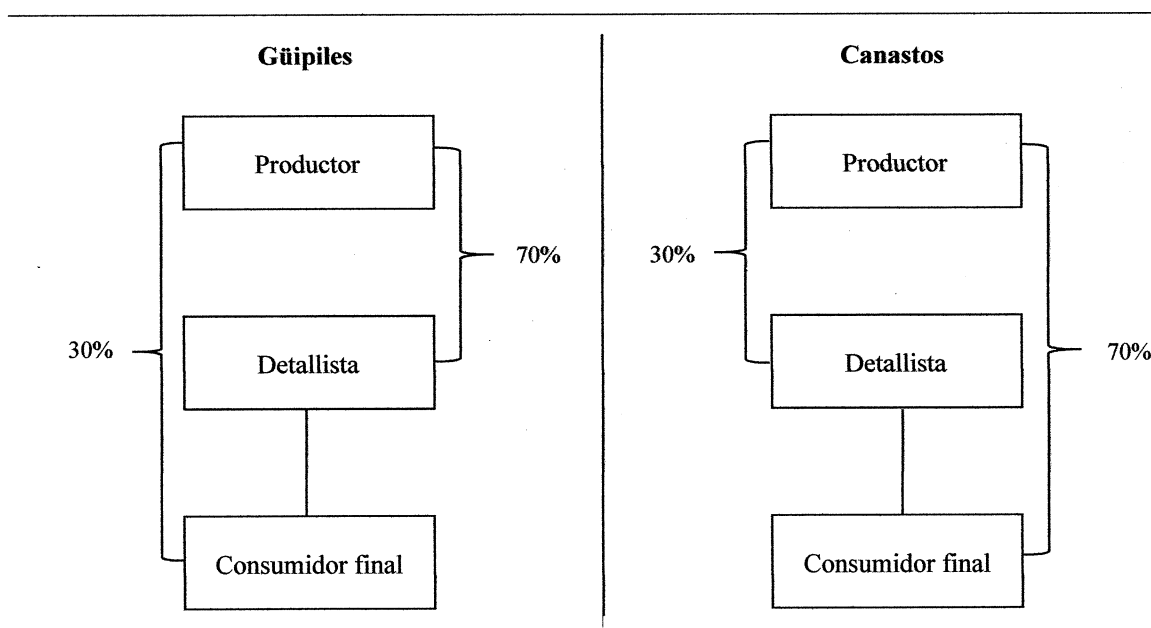 Güipiles
Productor
70%
Detallista
30%
Consumidor final
Canastos
Productor
30%
Detallista
70%
Consumidor final